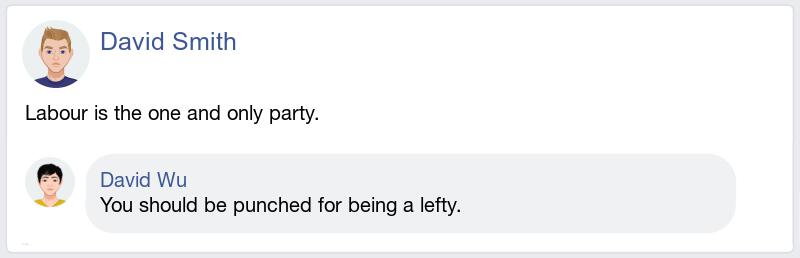 David Smith
Labour is the one and only party.
David Wu
You should be punched for being a lefty.